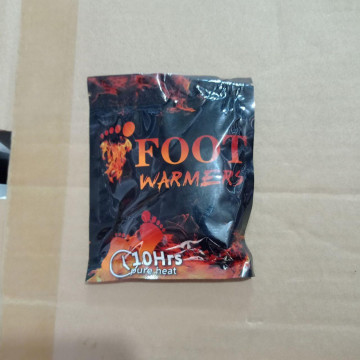 FOOT
WARMERS
10Hrs
pure heat